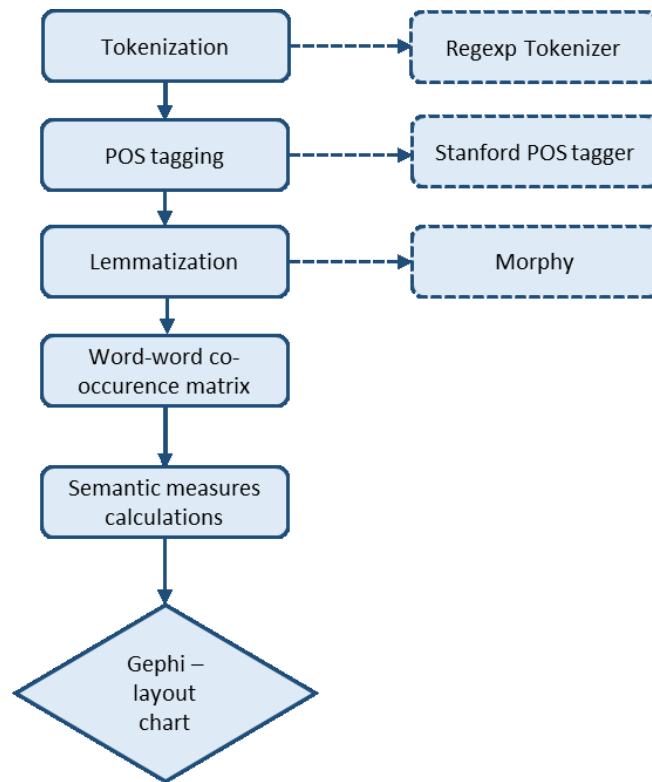 Tokenization
Regexp Tokenizer
POS tagging
Stanford POS tagger
Lemmatization
Morphy
Word-word co-
occurence matrix
Semantic measures
calculations
Gephi –
layout
chart